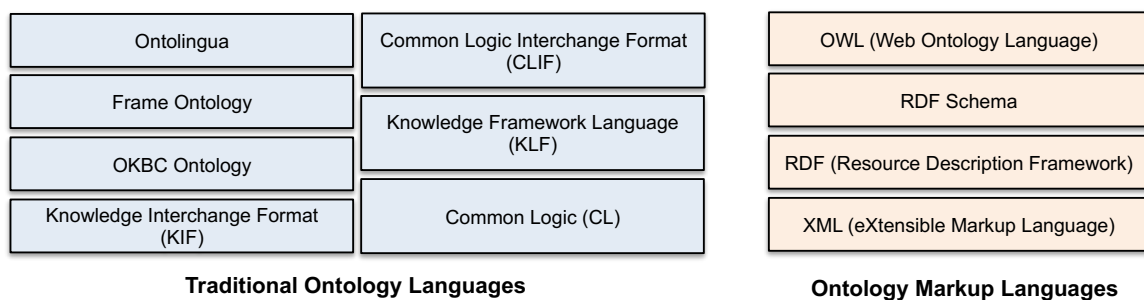 Ontolingua
Frame Ontology
OKBC Ontology
Knowledge Interchange Format
(KIF)
Common Logic Interchange Format
(CLIF)
Knowledge Framework Language
(KLF)
Common Logic (CL)
Traditional Ontology Languages
OWL (Web Ontology Language)
RDF Schema
RDF (Resource Description Framework)
XML (eXtensible Markup Language)
Ontology Markup Languages